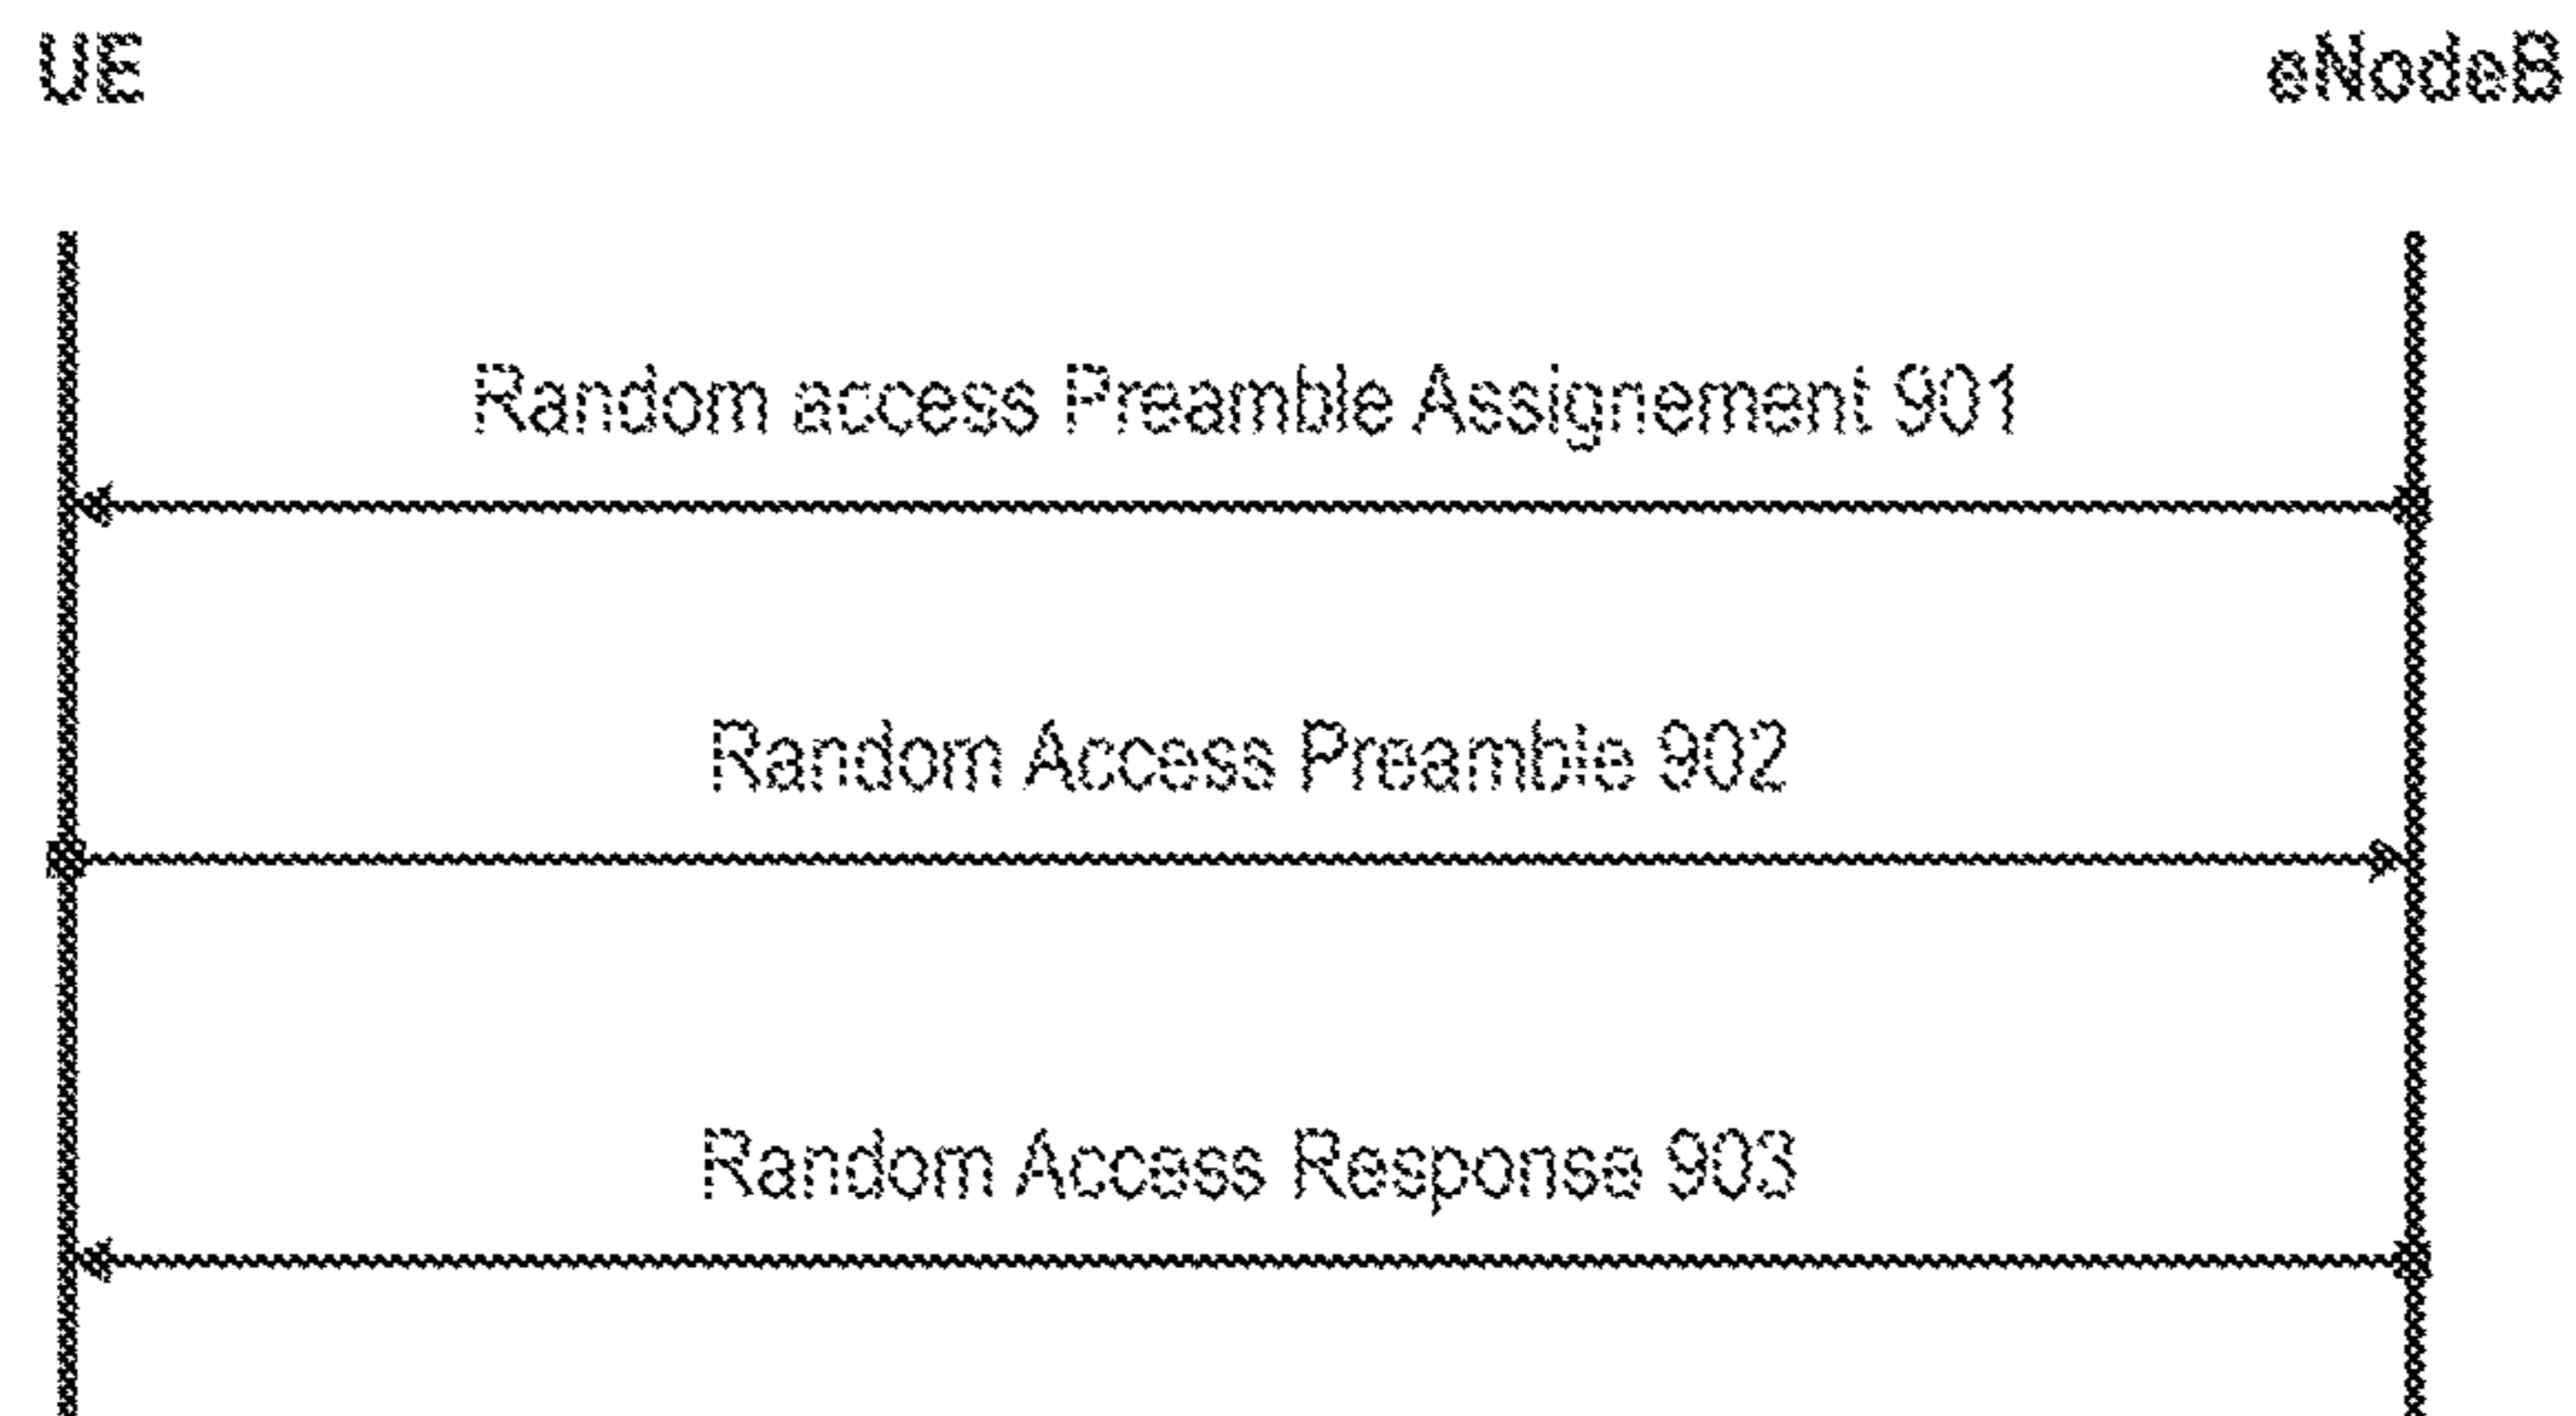 UE
eNodeB
Random access Preamble Assignement 901
Random Access Preamble 902
Random Access Response 903